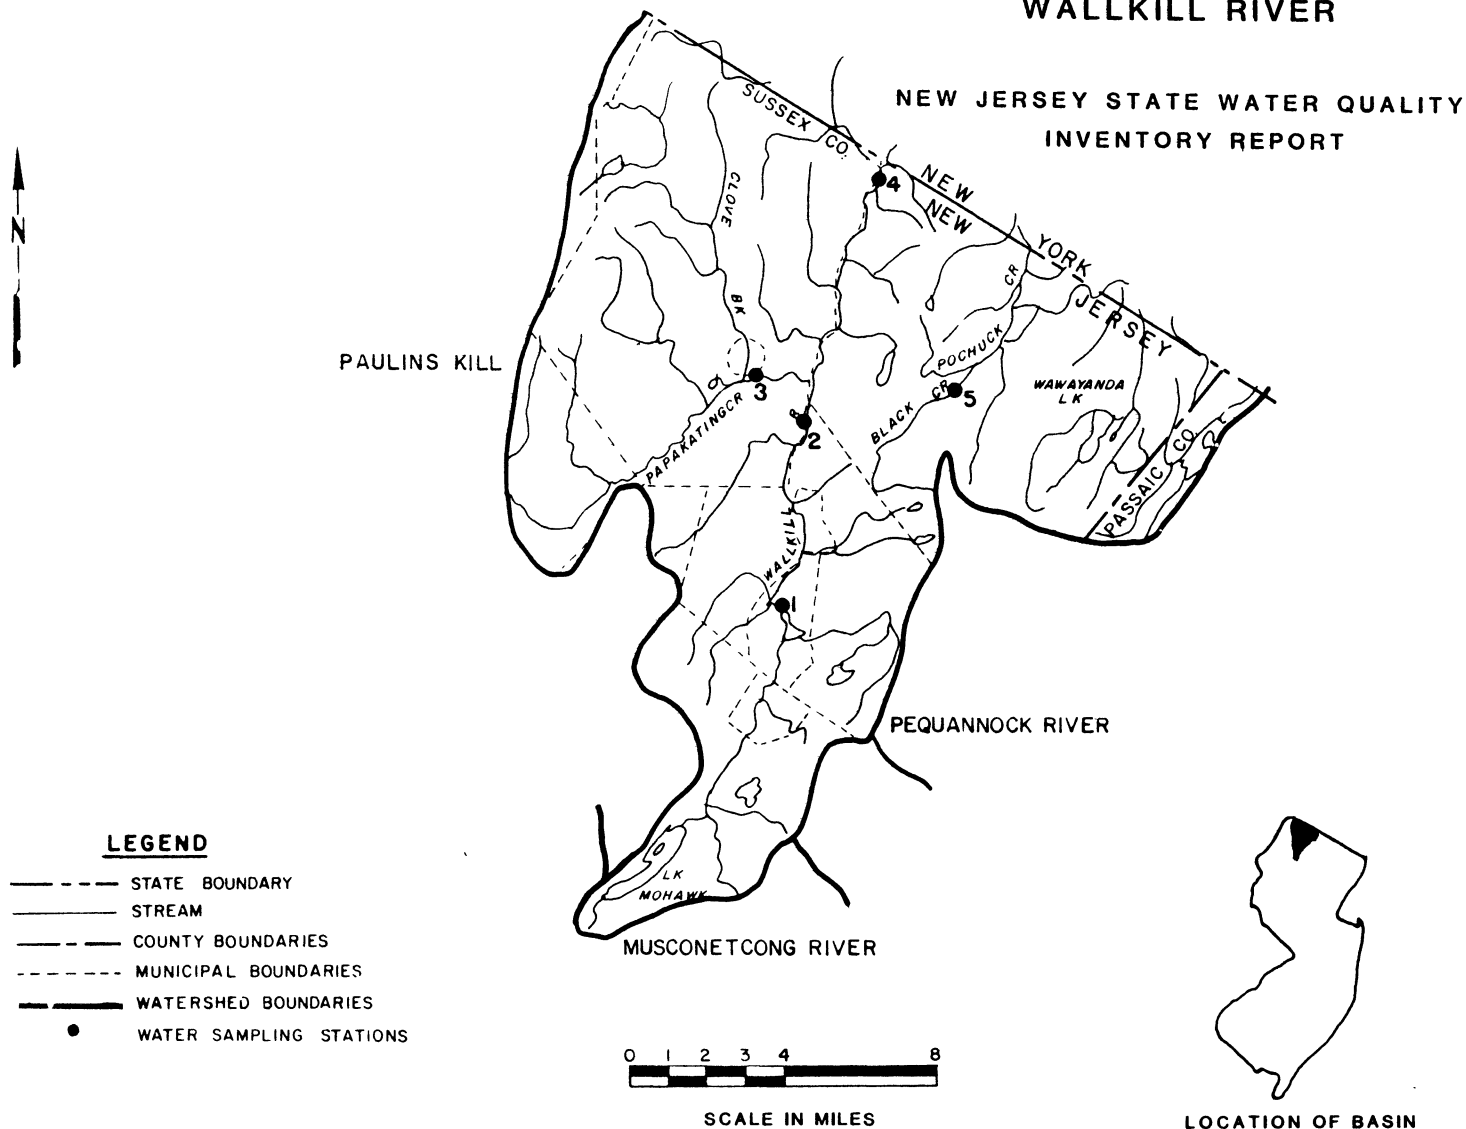 WALLKILL RIVER
NEW JERSEY STATE WATER QUALITY
INVENTORY REPORT
N
SUSSEX CO.
NEW YORK
NEW JERSEY
CLOVE BK
4
POCHUCK CR
PAULINS KILL
3
PAPAKATING CR
R
2
BLACK CR
5
WAWAYANDA
LK
PASSAIC CO.
WALLKILL
1
PEQUANNOCK RIVER
LK
MOHAWK
MUSCONETCONG RIVER
LEGEND
STATE BOUNDARY
STREAM
COUNTY BOUNDARIES
MUNICIPAL BOUNDARIES
WATERSHED BOUNDARIES
WATER SAMPLING STATIONS
0 1 2 3 4 8
SCALE IN MILES
LOCATION OF BASIN